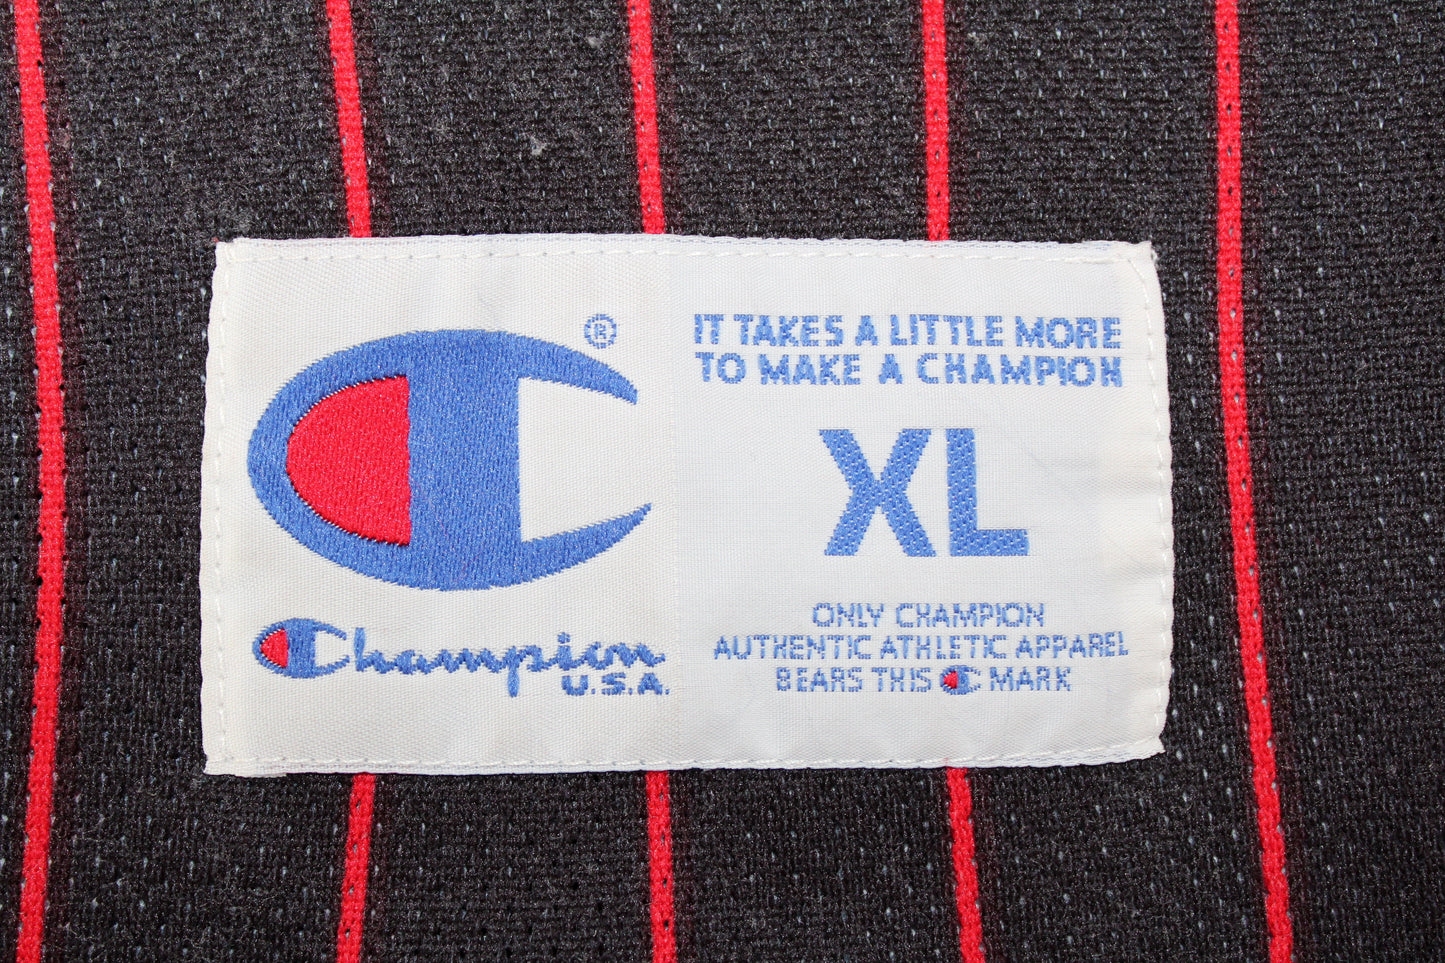 ®
Champion
U.S.A.
IT TAKES A LITTLE MORE
TO MAKE A CHAMPION
XL
ONLY CHAMPION
AUTHENTIC ATHLETIC APPAREL
BEARS THIS C MARK